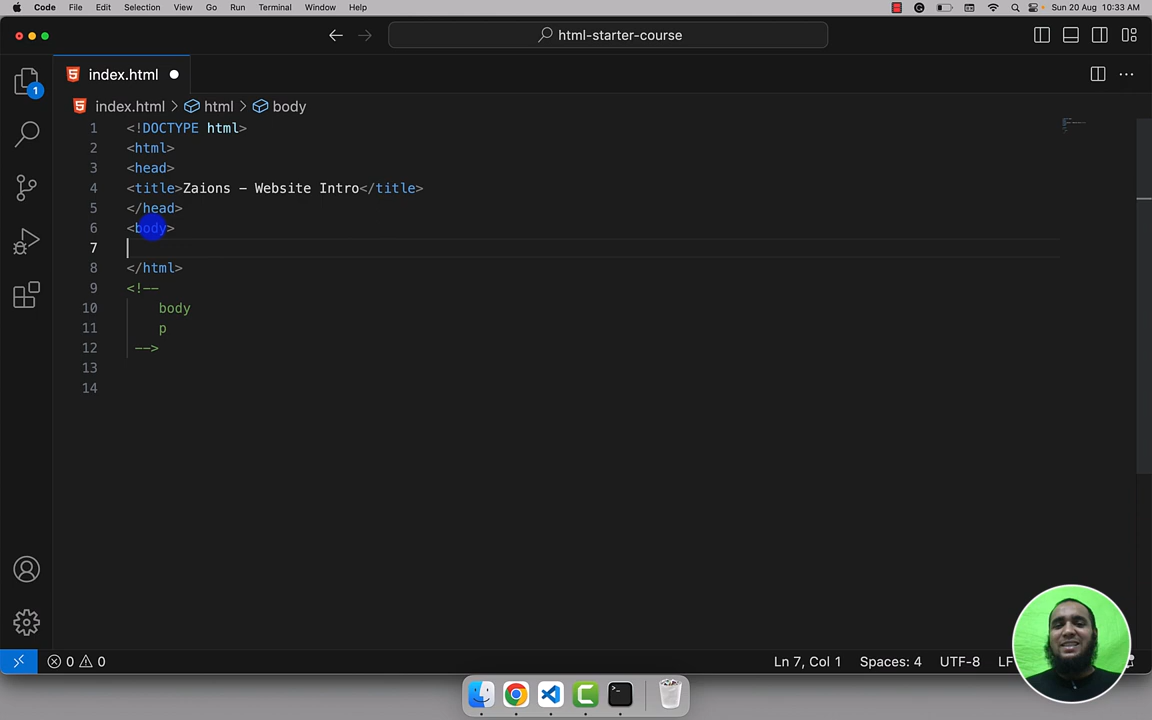 Code File Edit Selection View Go Run Terminal Window Help Sun 20 Aug 10:33 AM
html-starter-course
index.html
1
index.html > html > body
1 <!DOCTYPE html>
2 <html>
3 <head>
4 <title>Zaions - Website Intro</title>
5 </head>
6 <body>
7
8 </html>
9 <!--
10 body
11 p
12 -->
13
14
0 0 Ln 7, Col 1 Spaces: 4 UTF-8 LF